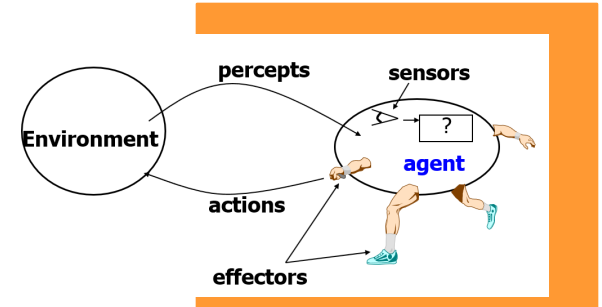 percepts
sensors
Environment
?
agent
actions
effectors